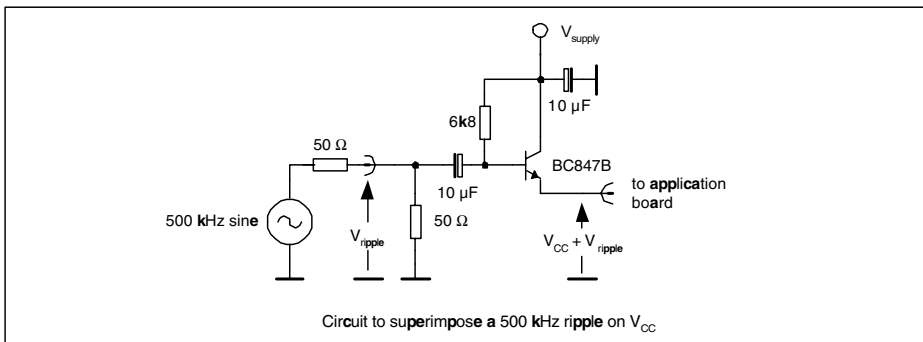 V_supply
10 µF
6k8
50 Ω
BC847B
10 µF
to application
board
50 Ω
500 kHz sine
V_ripple
V_CC + V_ripple
Circuit to superimpose a 500 kHz ripple on V_CC